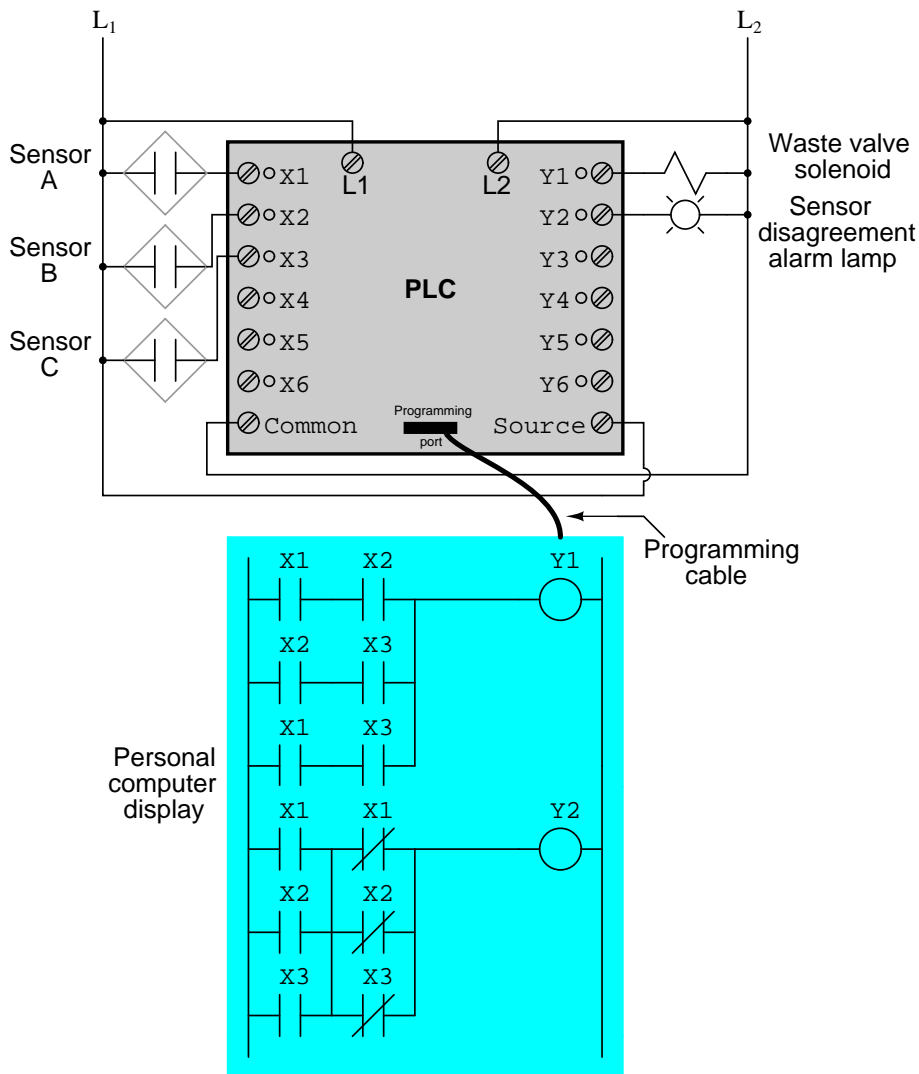 L1
L2
Sensor
A
Sensor
B
Sensor
C
X1
X2
X3
X4
X5
X6
Common
L1
L2
PLC
Programming
port
Y1
Y2
Y3
Y4
Y5
Y6
Source
Waste valve
solenoid
Sensor
disagreement
alarm lamp
Programming
cable
Personal
computer
display
X1 X2 Y1
X2 X3
X1 X3
X1 X1 Y2
X2 X2
X3 X3